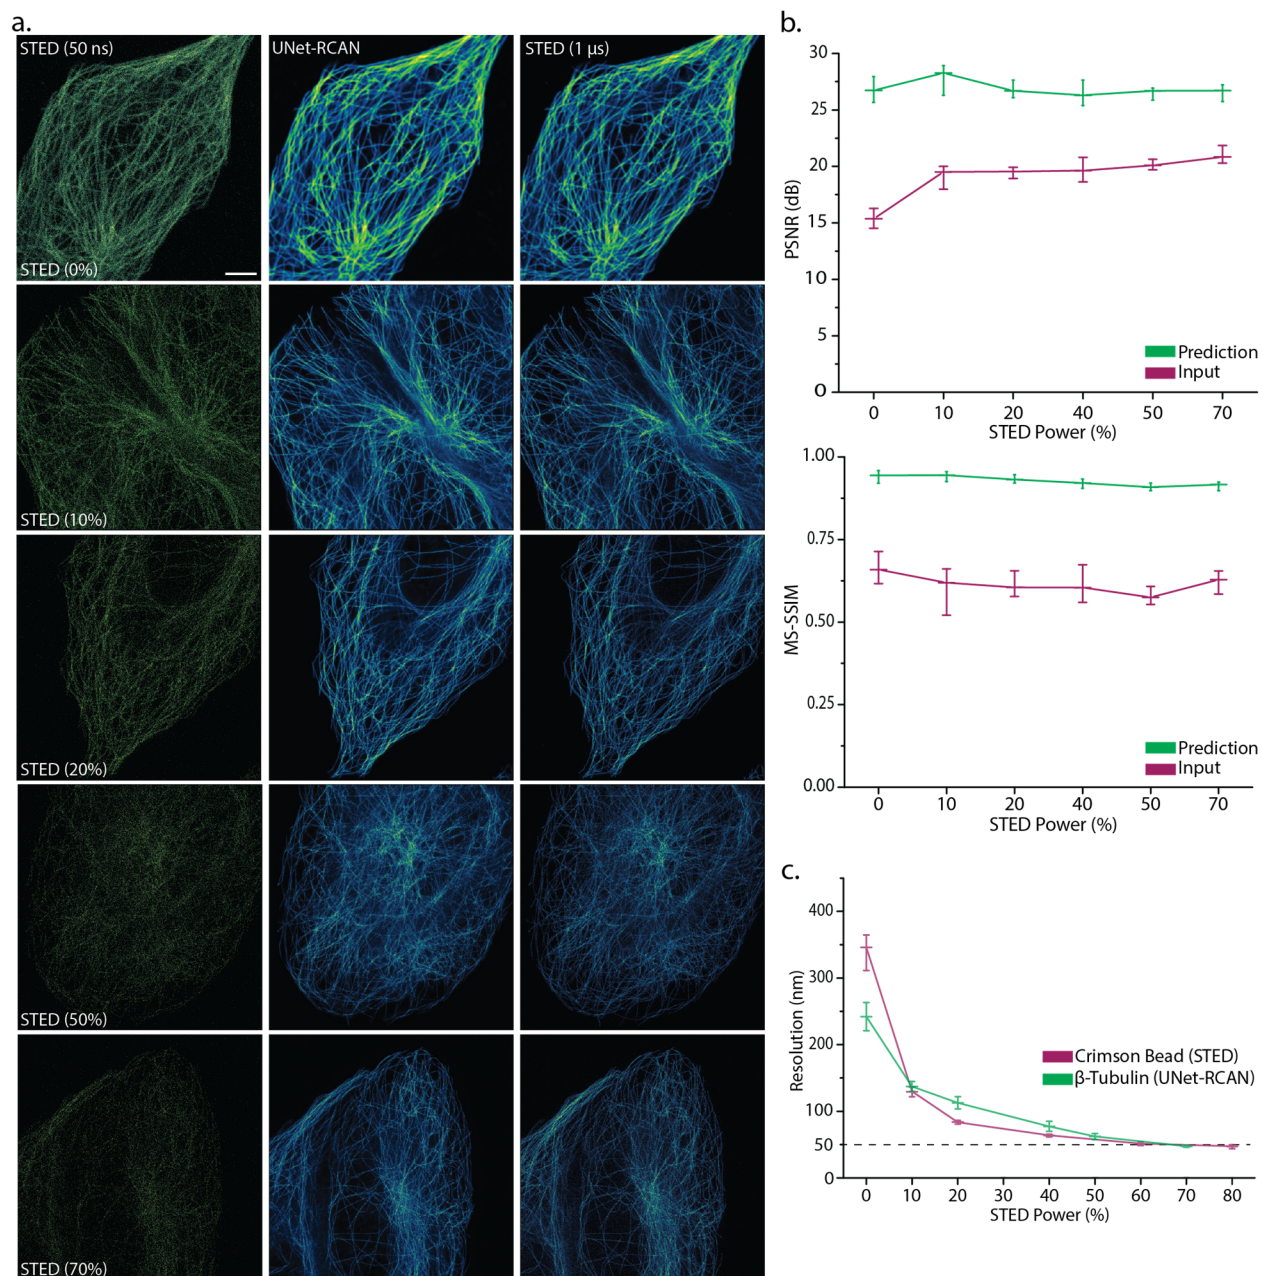 a.
STED (50 ns)
UNet-RCAN
STED (1 µs)
STED (0%)
STED (10%)
STED (20%)
STED (50%)
STED (70%)
b.
30
25
20
15
10
5
0
PSNR (dB)
Prediction
Input
0 10 20 40 50 70
STED Power (%)
1.00
0.75
0.50
0.25
0.00
MS-SSIM
Prediction
Input
0 10 20 40 50 70
STED Power (%)
c.
400
300
200
100
50
0
Resolution (nm)
Crimson Bead (STED)
β-Tubulin (UNet-RCAN)
0 10 20 40 50 60 70 80
STED Power (%)